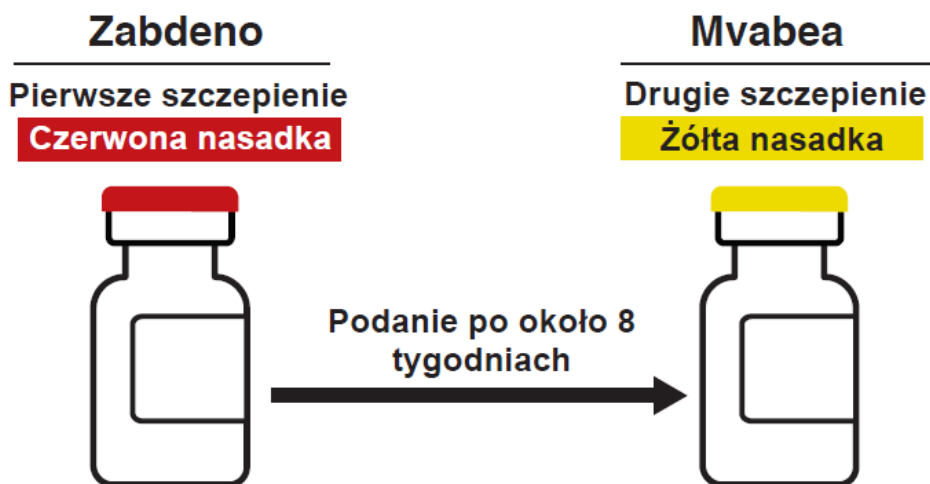 Zabdeno
Pierwsze szczepienie
Czerwona nasadka
Mvabea
Drugie szczepienie
Żółta nasadka
Podanie po około 8
tygodniach